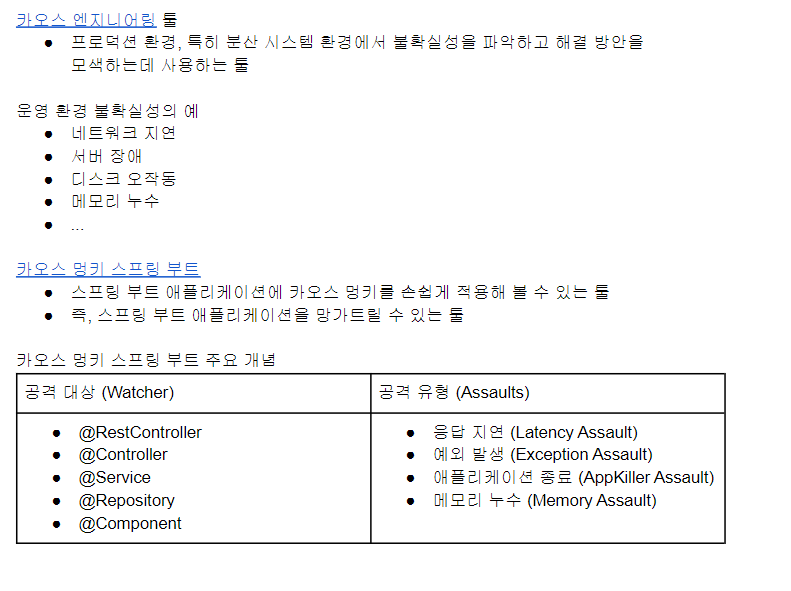 카오스 엔지니어링 툴
● 프로덕션 환경, 특히 분산 시스템 환경에서 불확실성을 파악하고 해결 방안을
모색하는데 사용하는 툴
운영 환경 불확실성의 예
● 네트워크 지연
● 서버 장애
● 디스크 오작동
● 메모리 누수
● ...
카오스 멍키 스프링 부트
● 스프링 부트 애플리케이션에 카오스 멍키를 손쉽게 적용해 볼 수 있는 툴
● 즉, 스프링 부트 애플리케이션을 망가트릴 수 있는 툴
카오스 멍키 스프링 부트 주요 개념
공격 대상 (Watcher)
● @RestController
● @Controller
● @Service
● @Repository
● @Component
공격 유형 (Assaults)
● 응답 지연 (Latency Assault)
● 예외 발생 (Exception Assault)
● 애플리케이션 종료 (AppKiller Assault)
● 메모리 누수 (Memory Assault)